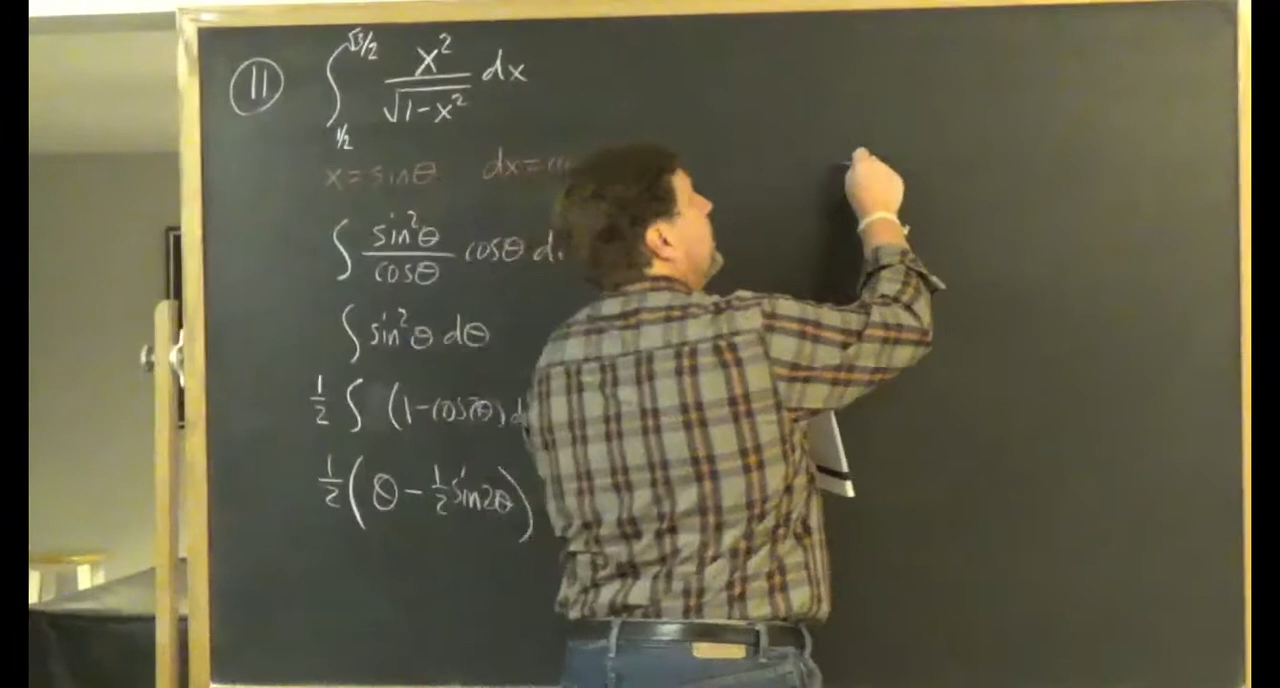 ⑪ ∫_{1/2}^{√3/2} x²/√(1-x²) dx
x = sinθ dx =
∫ sin²θ/cosθ cosθ d
∫ sin²θ dθ
1/2 ∫ (1-cos2θ) d
1/2 (θ - 1/2 sin2θ)